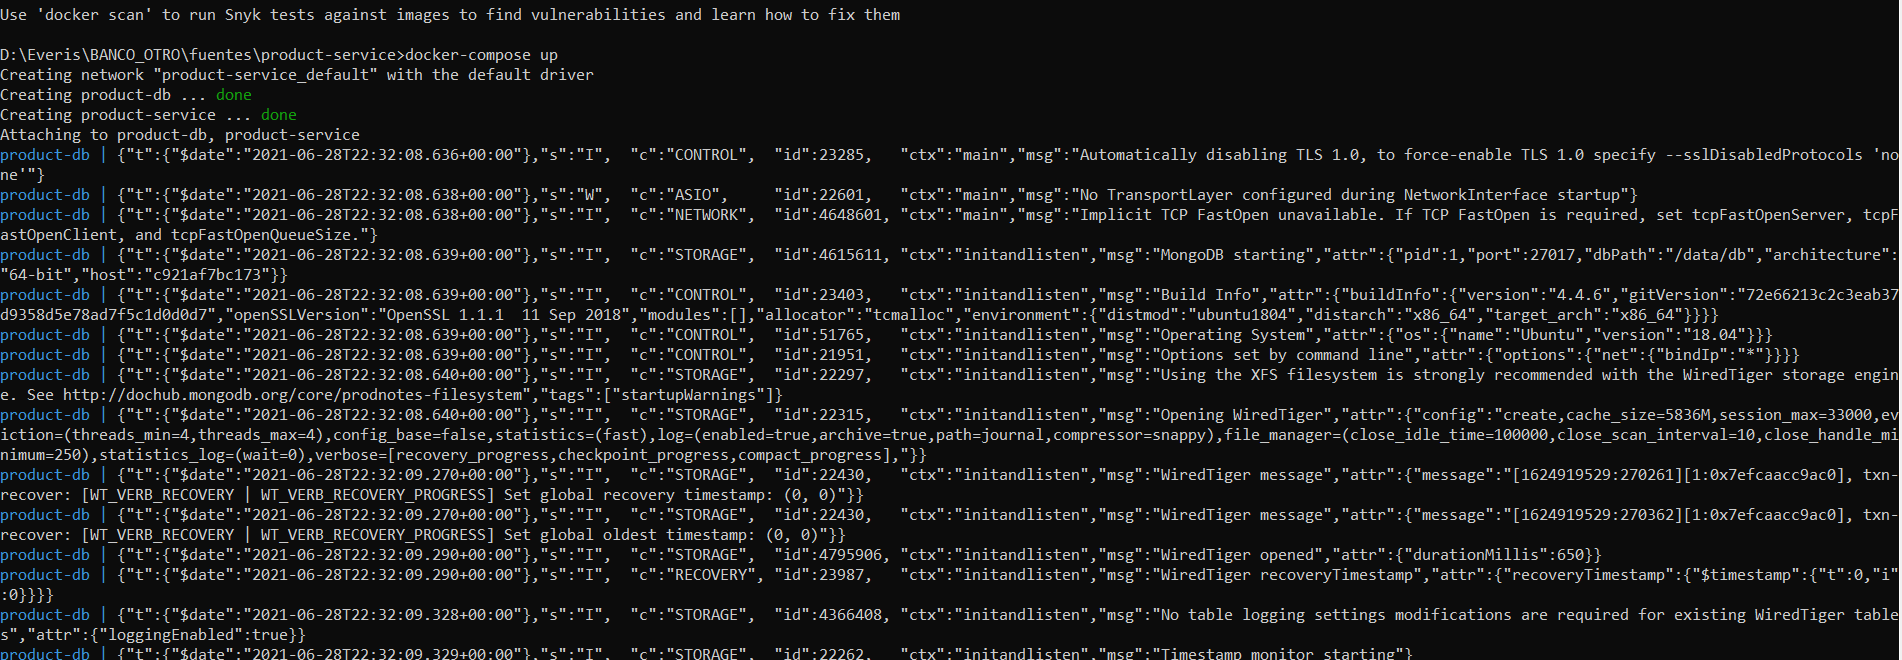 Use 'docker scan' to run Snyk tests against images to find vulnerabilities and learn how to fix them
D:\Everis\BANCO_OTRO\fuentes\product-service>docker-compose up
Creating network "product-service_default" with the default driver
Creating product-db ... done
Creating product-service ... done
Attaching to product-db, product-service
product-db | {"t":{"$date":"2021-06-28T22:32:08.636+00:00"},"s":"I",  "c":"CONTROL",  "id":23285,   "ctx":"main","msg":"Automatically disabling TLS 1.0, to force-enable TLS 1.0 specify --sslDisabledProtocols 'no
ne'"}
product-db | {"t":{"$date":"2021-06-28T22:32:08.638+00:00"},"s":"W",  "c":"ASIO",     "id":22601,   "ctx":"main","msg":"No TransportLayer configured during NetworkInterface startup"}
product-db | {"t":{"$date":"2021-06-28T22:32:08.638+00:00"},"s":"I",  "c":"NETWORK",  "id":4648601, "ctx":"main","msg":"Implicit TCP FastOpen unavailable. If TCP FastOpen is required, set tcpFastOpenServer, tcpF
astOpenClient, and tcpFastOpenQueueSize."}
product-db | {"t":{"$date":"2021-06-28T22:32:08.639+00:00"},"s":"I",  "c":"STORAGE",  "id":4615611, "ctx":"initandlisten","msg":"MongoDB starting","attr":{"pid":1,"port":27017,"dbPath":"/data/db","architecture":
"64-bit","host":"c921af7bc173"}}
product-db | {"t":{"$date":"2021-06-28T22:32:08.639+00:00"},"s":"I",  "c":"CONTROL",  "id":23403,   "ctx":"initandlisten","msg":"Build Info","attr":{"buildInfo":{"version":"4.4.6","gitVersion":"72e66213c2c3eab37
d9358d5e78ad7f5c1d0d0d7","openSSLVersion":"OpenSSL 1.1.1  11 Sep 2018","modules":[],"allocator":"tcmalloc","environment":{"distmod":"ubuntu1804","distarch":"x86_64","target_arch":"x86_64"}}}}
product-db | {"t":{"$date":"2021-06-28T22:32:08.639+00:00"},"s":"I",  "c":"CONTROL",  "id":51765,   "ctx":"initandlisten","msg":"Operating System","attr":{"os":{"name":"Ubuntu","version":"18.04"}}}
product-db | {"t":{"$date":"2021-06-28T22:32:08.639+00:00"},"s":"I",  "c":"CONTROL",  "id":21951,   "ctx":"initandlisten","msg":"Options set by command line","attr":{"options":{"net":{"bindIp":"*"}}}}
product-db | {"t":{"$date":"2021-06-28T22:32:08.640+00:00"},"s":"I",  "c":"STORAGE",  "id":22297,   "ctx":"initandlisten","msg":"Using the XFS filesystem is strongly recommended with the WiredTiger storage engin
e. See http://dochub.mongodb.org/core/prodnotes-filesystem","tags":["startupWarnings"]}
product-db | {"t":{"$date":"2021-06-28T22:32:08.640+00:00"},"s":"I",  "c":"STORAGE",  "id":22315,   "ctx":"initandlisten","msg":"Opening WiredTiger","attr":{"config":"create,cache_size=5836M,session_max=33000,ev
iction=(threads_min=4,threads_max=4),config_base=false,statistics=(fast),log=(enabled=true,archive=true,path=journal,compressor=snappy),file_manager=(close_idle_time=100000,close_scan_interval=10,close_handle_mi
nimum=250),statistics_log=(wait=0),verbose=[recovery_progress,checkpoint_progress,compact_progress],"}}
product-db | {"t":{"$date":"2021-06-28T22:32:09.270+00:00"},"s":"I",  "c":"STORAGE",  "id":22430,   "ctx":"initandlisten","msg":"WiredTiger message","attr":{"message":"[1624919529:270261][1:0x7efcaacc9ac0], txn-
recover: [WT_VERB_RECOVERY | WT_VERB_RECOVERY_PROGRESS] Set global recovery timestamp: (0, 0)"}}
product-db | {"t":{"$date":"2021-06-28T22:32:09.270+00:00"},"s":"I",  "c":"STORAGE",  "id":22430,   "ctx":"initandlisten","msg":"WiredTiger message","attr":{"message":"[1624919529:270362][1:0x7efcaacc9ac0], txn-
recover: [WT_VERB_RECOVERY | WT_VERB_RECOVERY_PROGRESS] Set global oldest timestamp: (0, 0)"}}
product-db | {"t":{"$date":"2021-06-28T22:32:09.290+00:00"},"s":"I",  "c":"STORAGE",  "id":4795906, "ctx":"initandlisten","msg":"WiredTiger opened","attr":{"durationMillis":650}}
product-db | {"t":{"$date":"2021-06-28T22:32:09.290+00:00"},"s":"I",  "c":"RECOVERY", "id":23987,   "ctx":"initandlisten","msg":"WiredTiger recoveryTimestamp","attr":{"recoveryTimestamp":{"$timestamp":{"t":0,"i"
:0}}}}
product-db | {"t":{"$date":"2021-06-28T22:32:09.328+00:00"},"s":"I",  "c":"STORAGE",  "id":4366408, "ctx":"initandlisten","msg":"No table logging settings modifications are required for existing WiredTiger table
s","attr":{"loggingEnabled":true}}
product-db | {"t":{"$date":"2021-06-28T22:32:09.329+00:00"},"s":"I",  "c":"STORAGE",  "id":22262,   "ctx":"initandlisten","msg":"Timestamp monitor starting"}